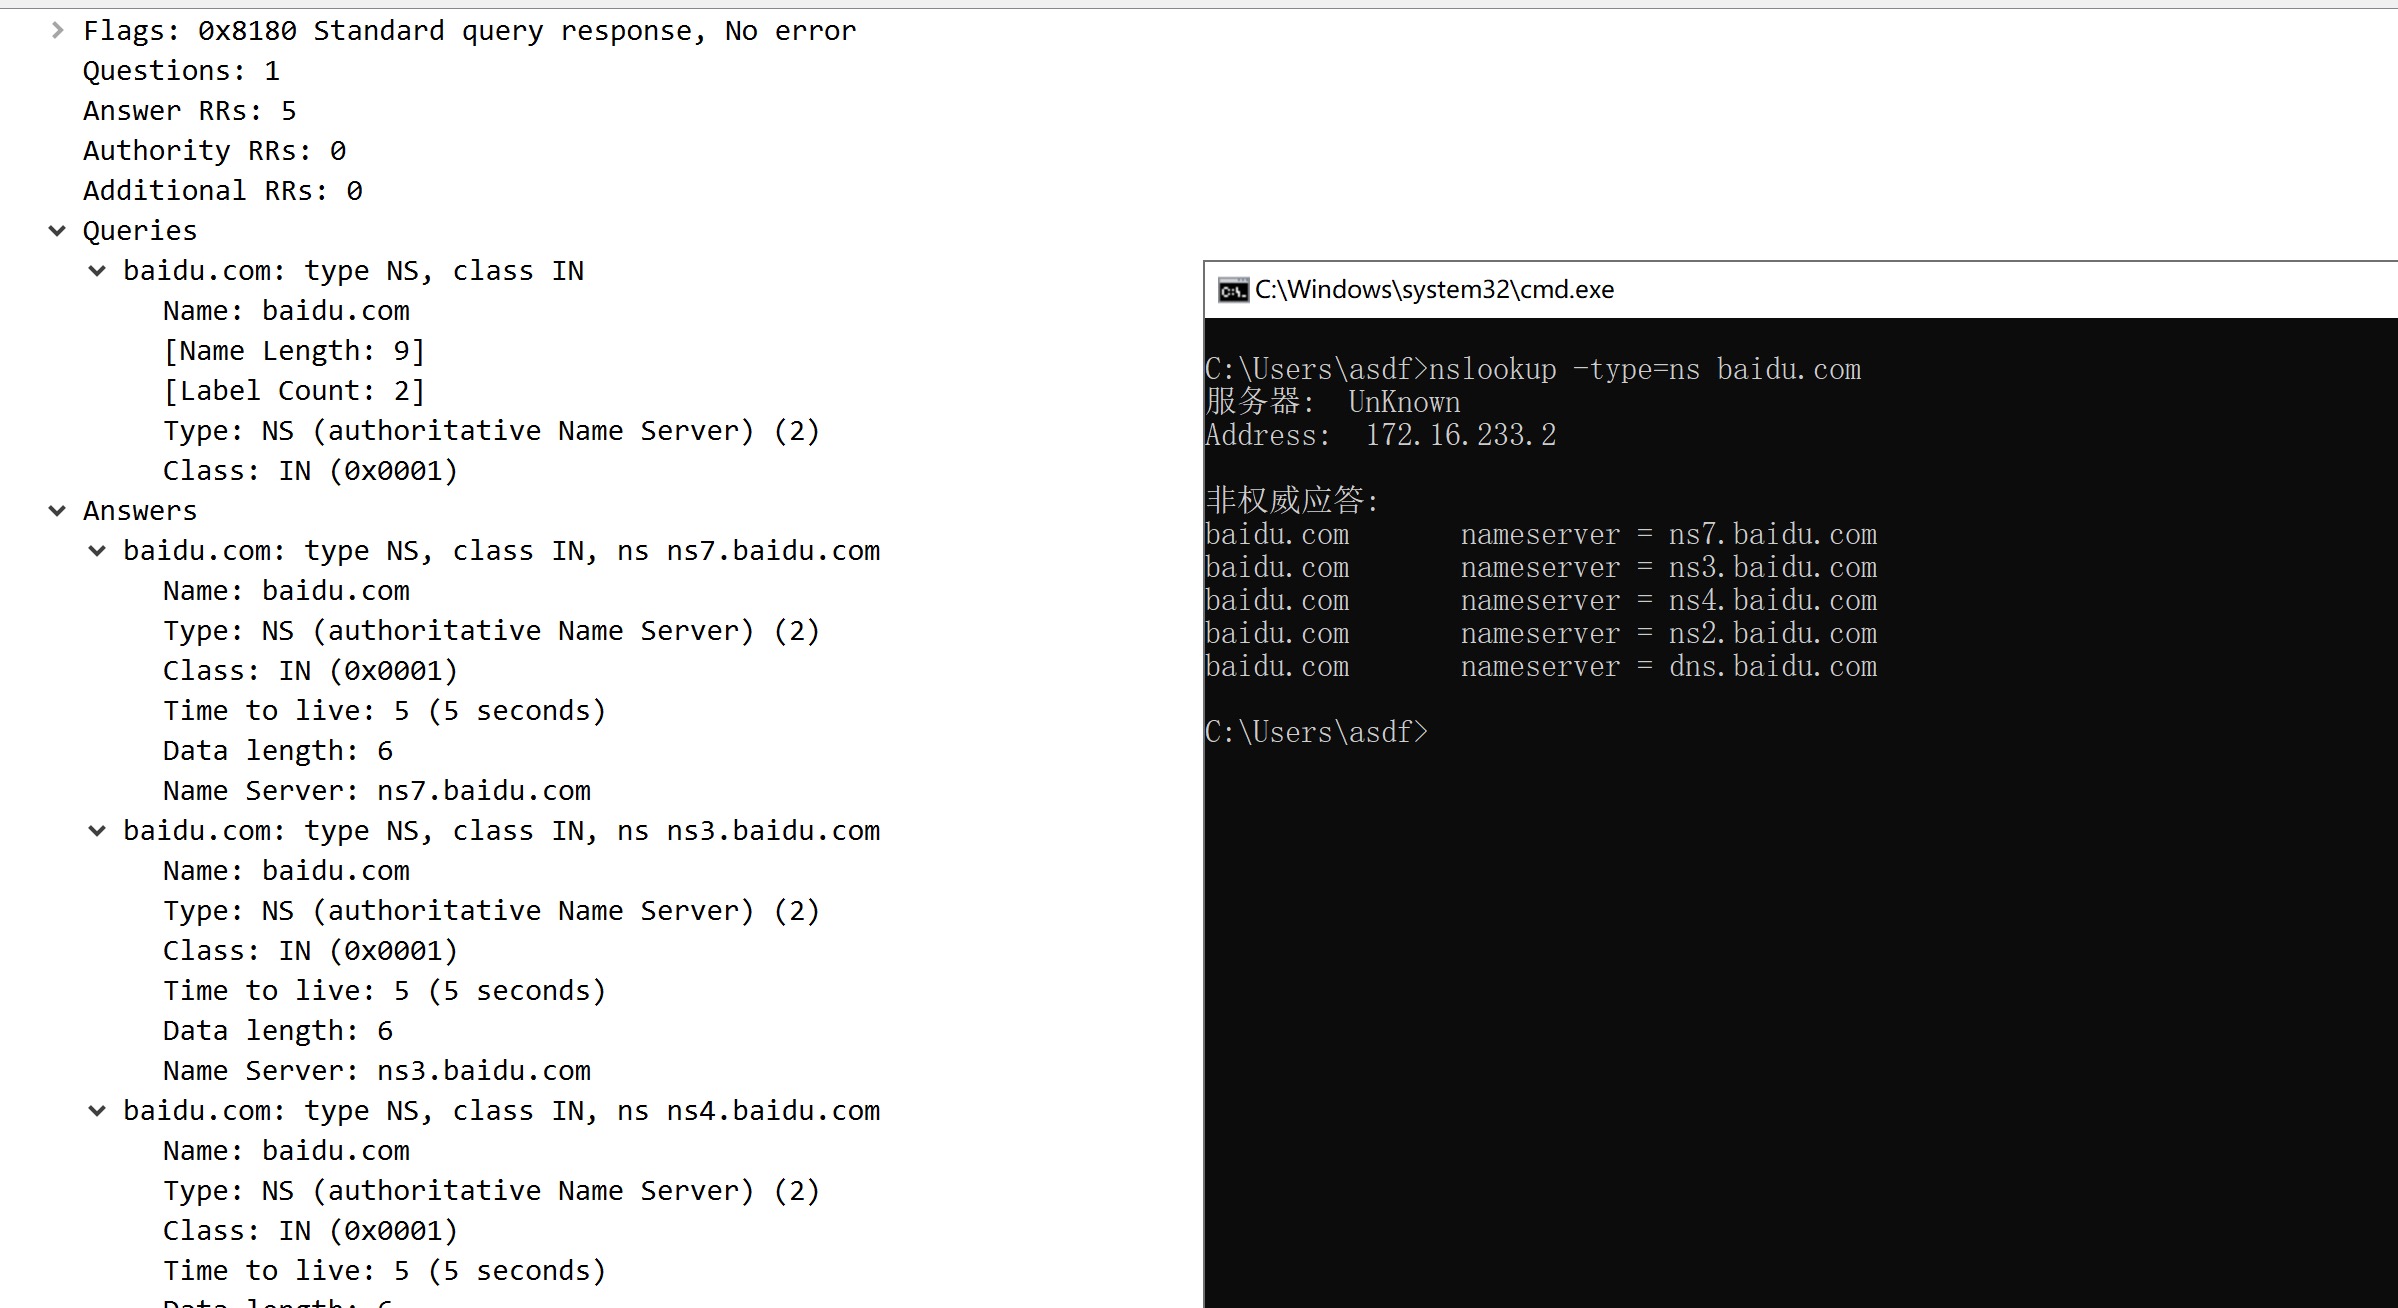 Flags: 0x8180 Standard query response, No error
Questions: 1
Answer RRs: 5
Authority RRs: 0
Additional RRs: 0
Queries
baidu.com: type NS, class IN
Name: baidu.com
[Name Length: 9]
[Label Count: 2]
Type: NS (authoritative Name Server) (2)
Class: IN (0x0001)
Answers
baidu.com: type NS, class IN, ns ns7.baidu.com
Name: baidu.com
Type: NS (authoritative Name Server) (2)
Class: IN (0x0001)
Time to live: 5 (5 seconds)
Data length: 6
Name Server: ns7.baidu.com
baidu.com: type NS, class IN, ns ns3.baidu.com
Name: baidu.com
Type: NS (authoritative Name Server) (2)
Class: IN (0x0001)
Time to live: 5 (5 seconds)
Data length: 6
Name Server: ns3.baidu.com
baidu.com: type NS, class IN, ns ns4.baidu.com
Name: baidu.com
Type: NS (authoritative Name Server) (2)
Class: IN (0x0001)
Time to live: 5 (5 seconds)
Data length: 6
C:\Windows\system32\cmd.exe
C:\Users\asdf>nslookup -type=ns baidu.com
服务器:  UnKnown
Address:  172.16.233.2
非权威应答:
baidu.com       nameserver = ns7.baidu.com
baidu.com       nameserver = ns3.baidu.com
baidu.com       nameserver = ns4.baidu.com
baidu.com       nameserver = ns2.baidu.com
baidu.com       nameserver = dns.baidu.com
C:\Users\asdf>